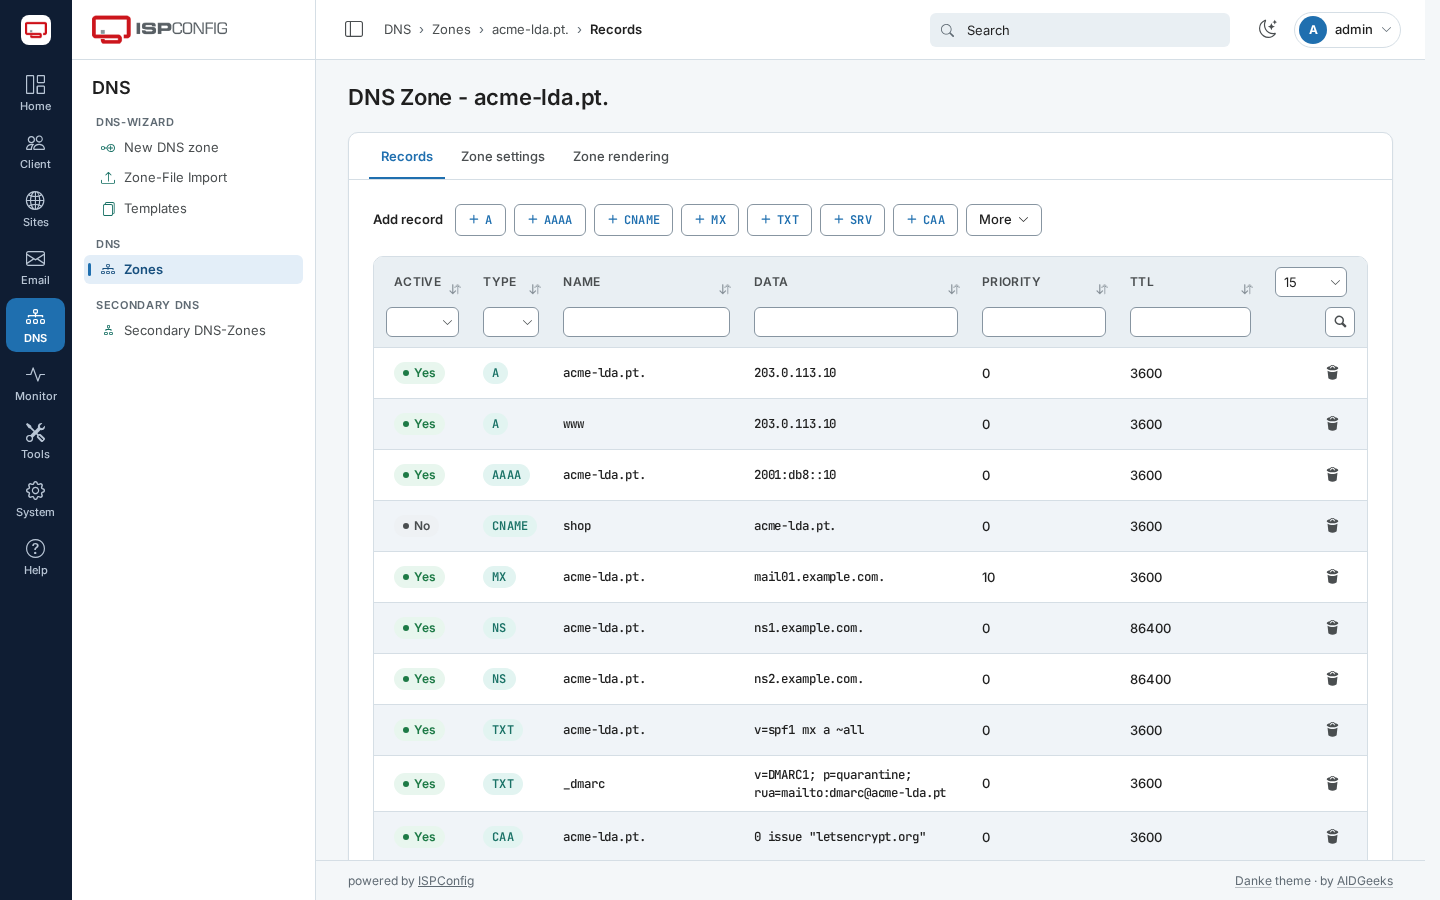 ISPCONFIG
DNS › Zones › acme-lda.pt. › Records
Search
A admin
Home
Client
Sites
Email
DNS
Monitor
Tools
System
Help
DNS
DNS-WIZARD
New DNS zone
Zone-File Import
Templates
DNS
Zones
SECONDARY DNS
Secondary DNS-Zones
DNS Zone - acme-lda.pt.
Records Zone settings Zone rendering
Add record + A + AAAA + CNAME + MX + TXT + SRV + CAA More
ACTIVE TYPE NAME DATA PRIORITY TTL 15
Yes A acme-lda.pt. 203.0.113.10 0 3600
Yes A www 203.0.113.10 0 3600
Yes AAAA acme-lda.pt. 2001:db8::10 0 3600
No CNAME shop acme-lda.pt. 0 3600
Yes MX acme-lda.pt. mail01.example.com. 10 3600
Yes NS acme-lda.pt. ns1.example.com. 0 86400
Yes NS acme-lda.pt. ns2.example.com. 0 86400
Yes TXT acme-lda.pt. v=spf1 mx a ~all 0 3600
Yes TXT _dmarc v=DMARC1; p=quarantine; 0 3600
rua=mailto:dmarc@acme-lda.pt
Yes CAA acme-lda.pt. 0 issue "letsencrypt.org" 0 3600
powered by ISPConfig
Danke theme · by AIDGeeks